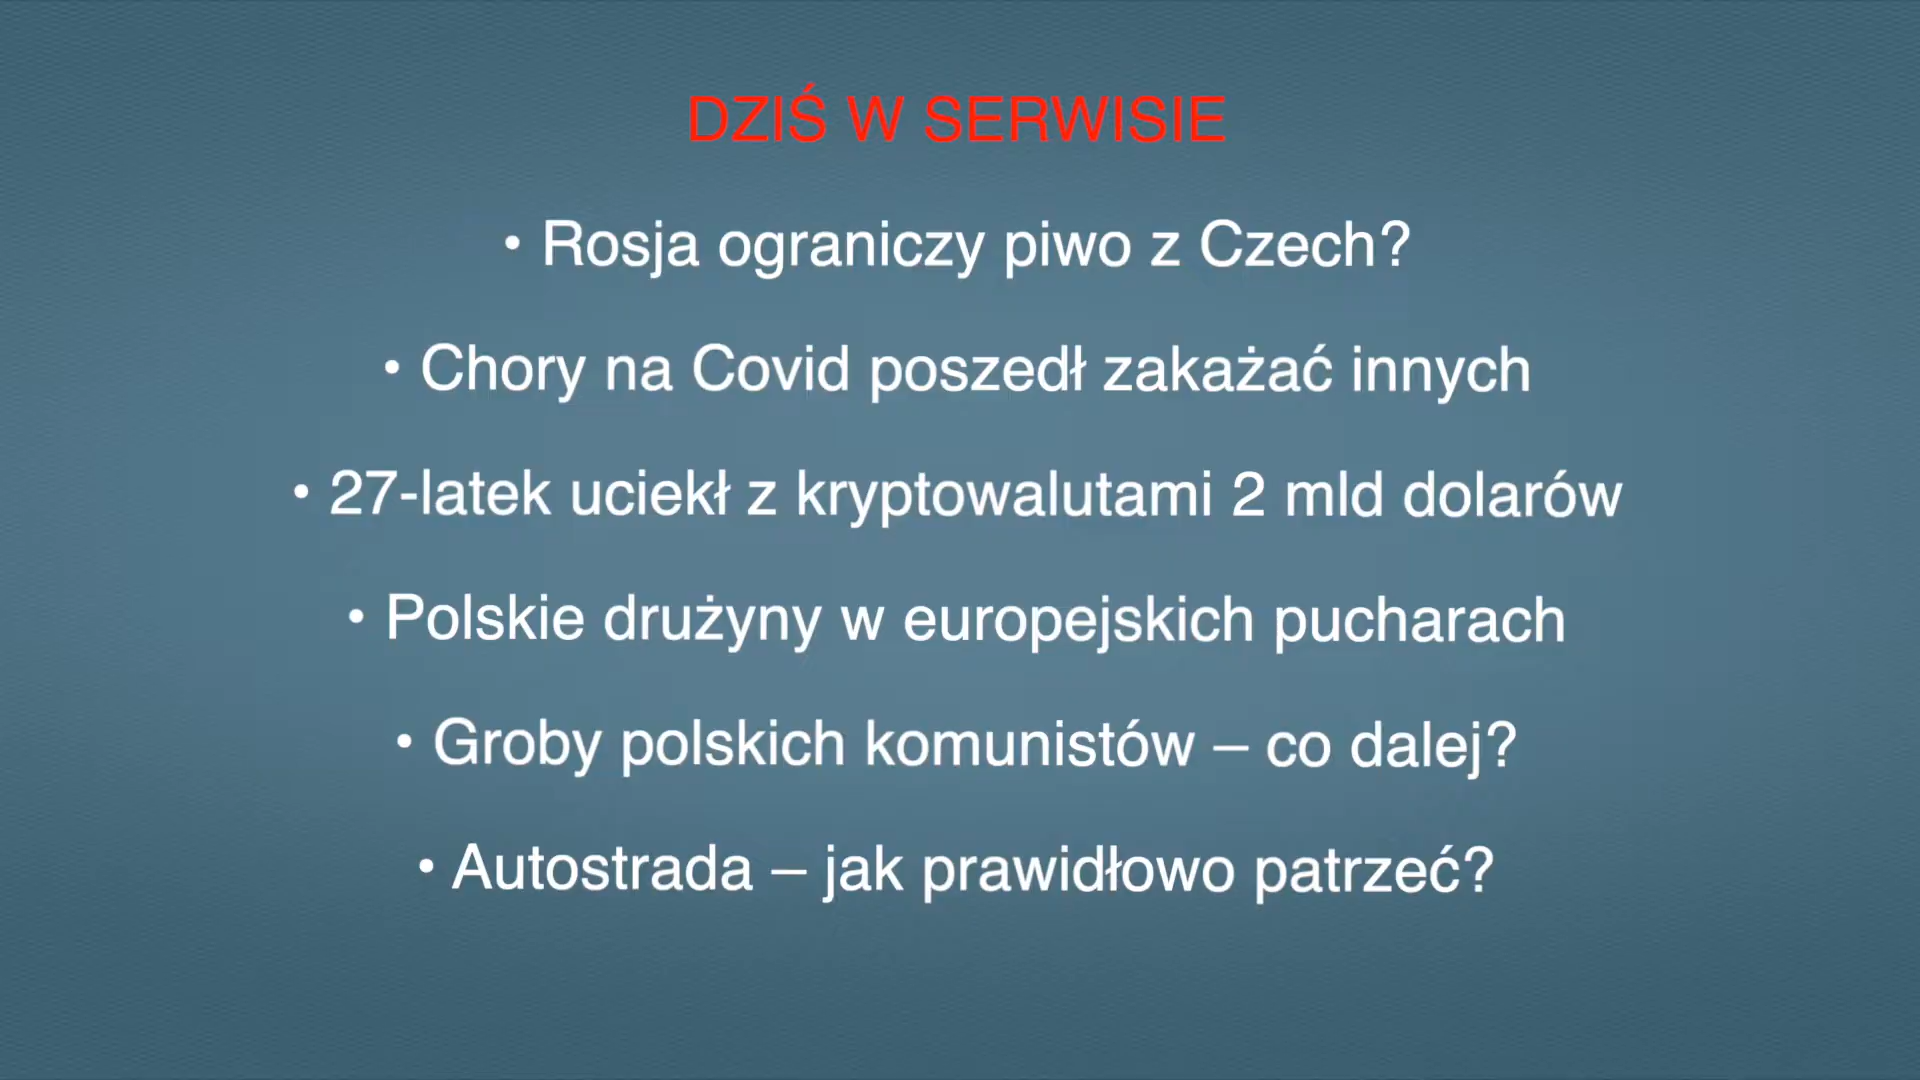 DZIŚ W SERWISIE
• Rosja ograniczy piwo z Czech?
• Chory na Covid poszedł zakażać innych
• 27-latek uciekł z kryptowalutami 2 mld dolarów
• Polskie drużyny w europejskich pucharach
• Groby polskich komunistów – co dalej?
• Autostrada – jak prawidłowo patrzeć?